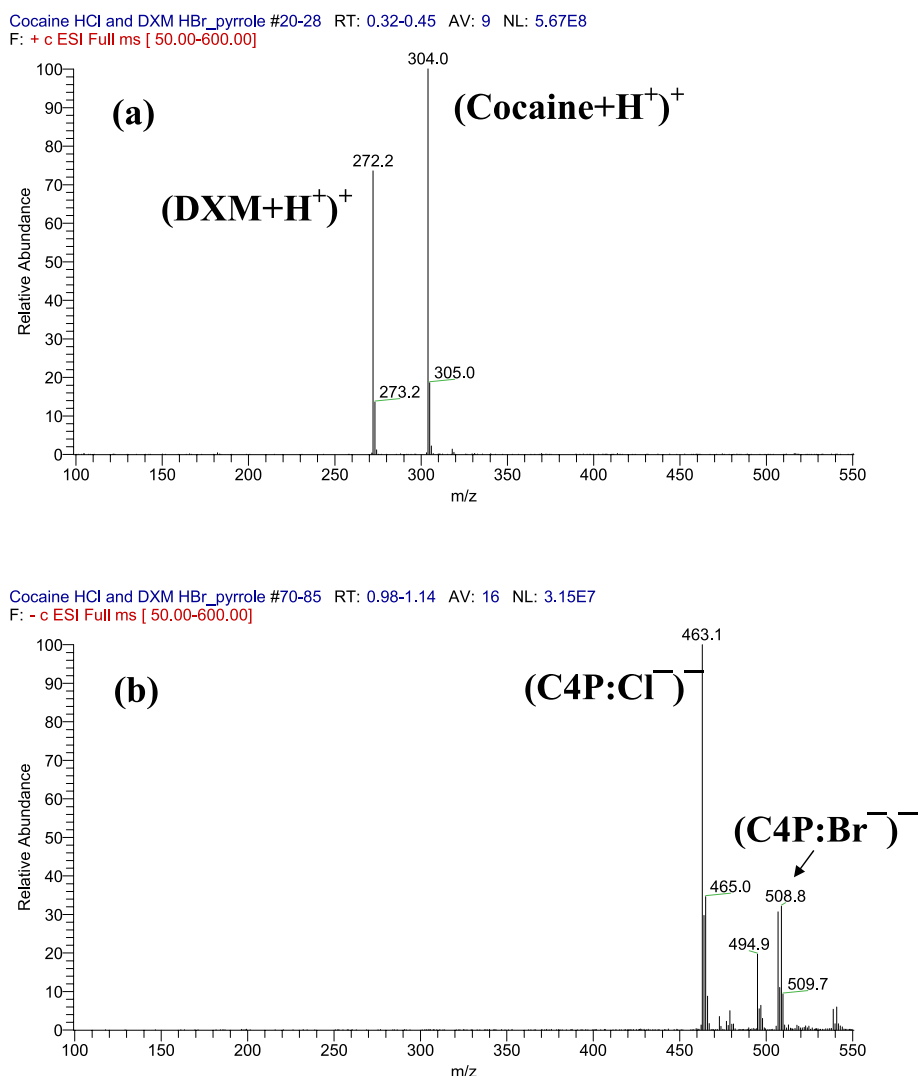 Cocaine HCl and DXM HBr_pyrrole #20-28 RT: 0.32-0.45 AV: 9 NL: 5.67E8
F: + c ESI Full ms [ 50.00-600.00]
304.0
100
(a)
(Cocaine+H⁺)⁺
90
80
272.2
70
(DXM+H⁺)⁺
60
50
40
30
20
305.0
273.2
10
0
Relative Abundance
100 150 200 250 300 350 400 450 500 550
m/z
Cocaine HCl and DXM HBr_pyrrole #70-85 RT: 0.98-1.14 AV: 16 NL: 3.15E7
F: - c ESI Full ms [ 50.00-600.00]
463.1
100
(b)
(C4P:Cl⁻)⁻
90
80
70
60
50
(C4P:Br⁻)⁻
40
465.0
508.8
30
20
494.9
509.7
10
0
Relative Abundance
100 150 200 250 300 350 400 450 500 550
m/z